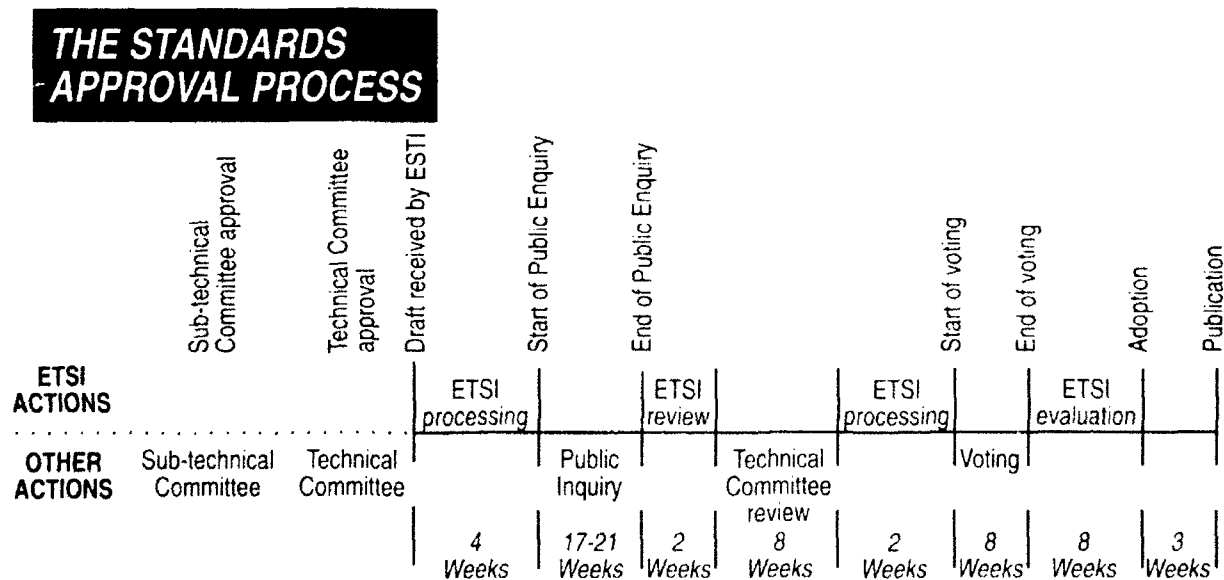 THE STANDARDS
APPROVAL PROCESS
Sub-technical
Committee approval
Technical Committee
approval
Draft received by ESTI
Start of Public Enquiry
End of Public Enquiry
Start of voting
End of voting
Adoption
Publication
ETSI
ACTIONS
ETSI
processing
ETSI
review
ETSI
processing
ETSI
evaluation
OTHER
ACTIONS
Sub-technical
Committee
Technical
Committee
Public
Inquiry
Technical
Committee
review
Voting
4
Weeks
17-21
Weeks
2
Weeks
8
Weeks
2
Weeks
8
Weeks
8
Weeks
3
Weeks